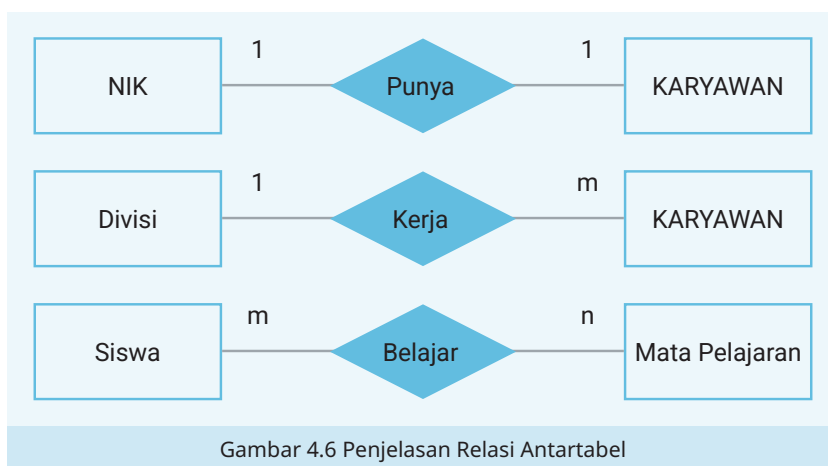 1 1
NIK Punya KARYAWAN
1 m
Divisi Kerja KARYAWAN
m n
Siswa Belajar Mata Pelajaran
Gambar 4.6 Penjelasan Relasi Antartabel